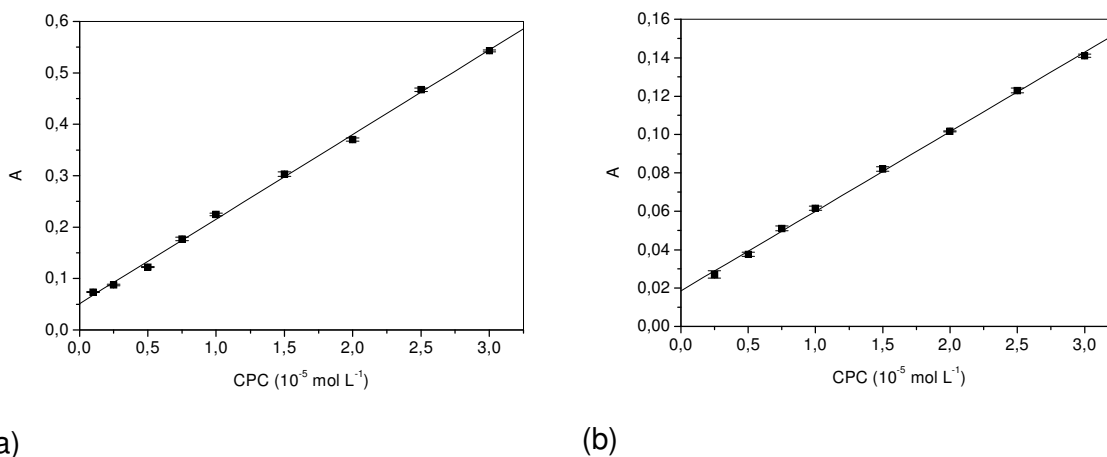 (b)
0,6
0,5
0,4
0,3
0,2
0,1
0,0
A
0,0 0,5 1,0 1,5 2,0 2,5 3,0
CPC (10⁻⁵ mol L⁻¹)
a)
0,16
0,14
0,12
0,10
0,08
0,06
0,04
0,02
0,00
A
0,0 0,5 1,0 1,5 2,0 2,5 3,0
CPC (10⁻⁵ mol L⁻¹)
(b)